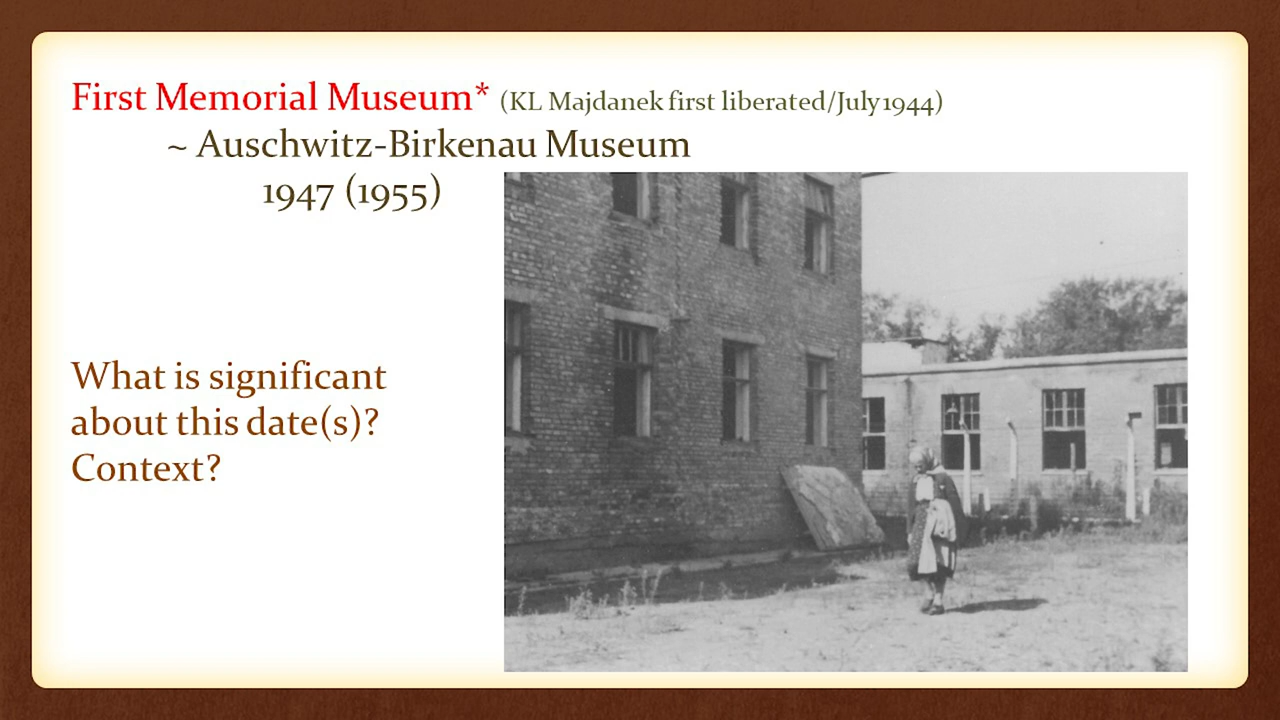 First Memorial Museum* (KL Majdanek first liberated/July1944)
~ Auschwitz-Birkenau Museum
1947 (1955)
What is significant
about this date(s)?
Context?